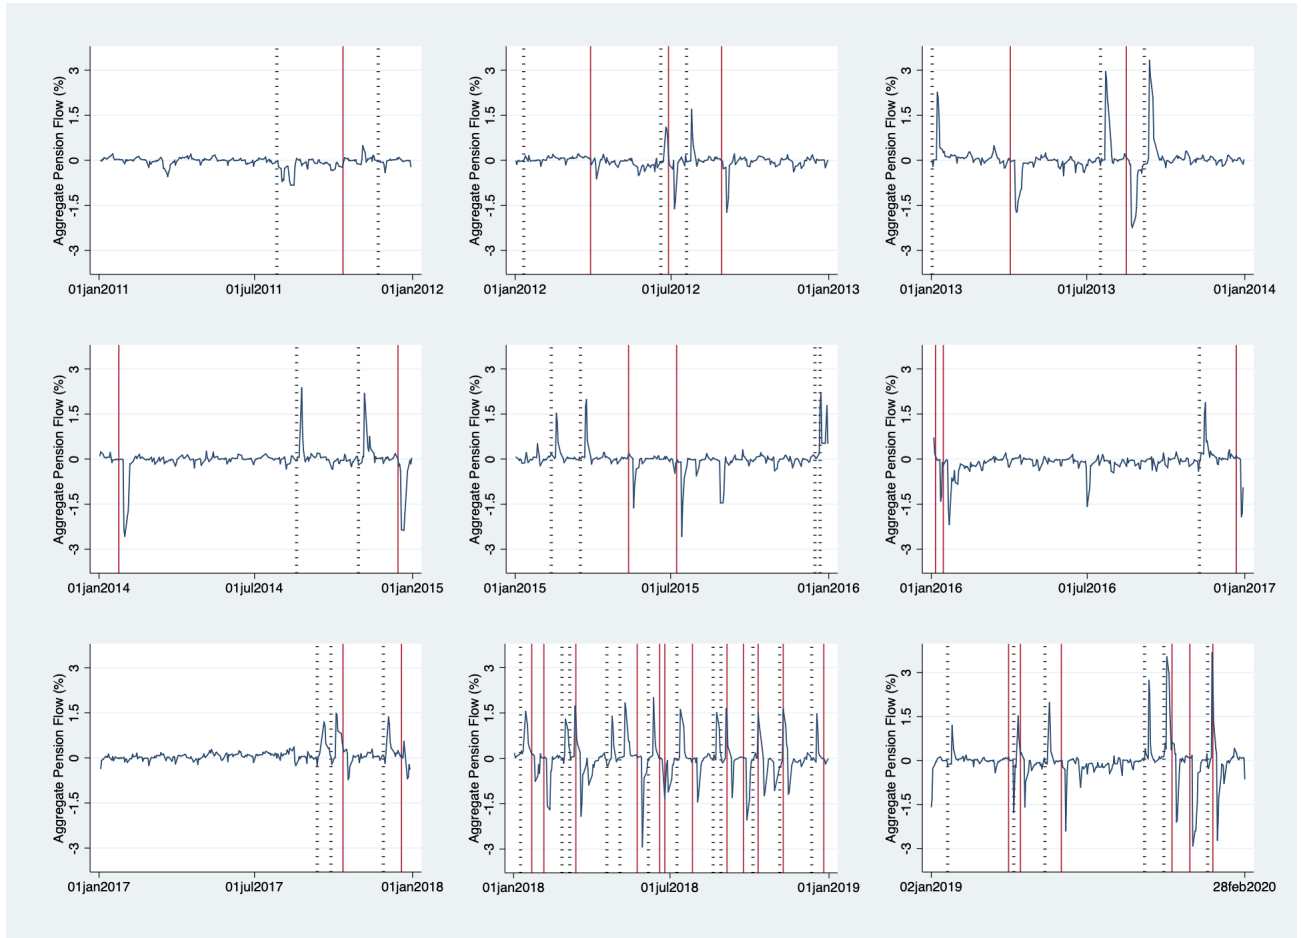 Aggregate Pension Flow (%)
3
1.5
0
-1.5
-3
01jan2011 01jul2011 01jan2012
Aggregate Pension Flow (%)
3
1.5
0
-1.5
-3
01jan2012 01jul2012 01jan2013
Aggregate Pension Flow (%)
3
1.5
0
-1.5
-3
01jan2013 01jul2013 01jan2014
Aggregate Pension Flow (%)
3
1.5
0
-1.5
-3
01jan2014 01jul2014 01jan2015
Aggregate Pension Flow (%)
3
1.5
0
-1.5
-3
01jan2015 01jul2015 01jan2016
Aggregate Pension Flow (%)
3
1.5
0
-1.5
-3
01jan2016 01jul2016 01jan2017
Aggregate Pension Flow (%)
3
1.5
0
-1.5
-3
01jan2017 01jul2017 01jan2018
Aggregate Pension Flow (%)
3
1.5
0
-1.5
-3
01jan2018 01jul2018 01jan2019
Aggregate Pension Flow (%)
3
1.5
0
-1.5
-3
02jan2019 28feb2020